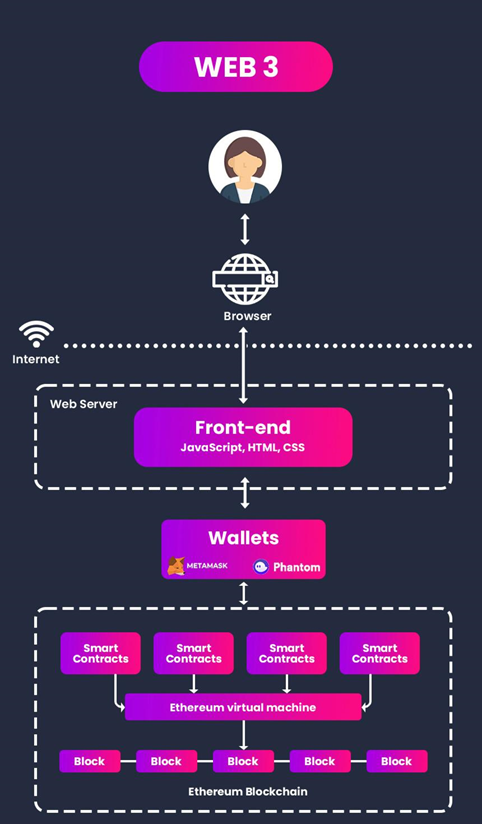 WEB 3
Browser
Internet
Web Server
Front-end
JavaScript, HTML, CSS
Wallets
METAMASK
Phantom
Smart
Contracts
Smart
Contracts
Smart
Contracts
Smart
Contracts
Ethereum virtual machine
Block
Block
Block
Block
Block
Ethereum Blockchain